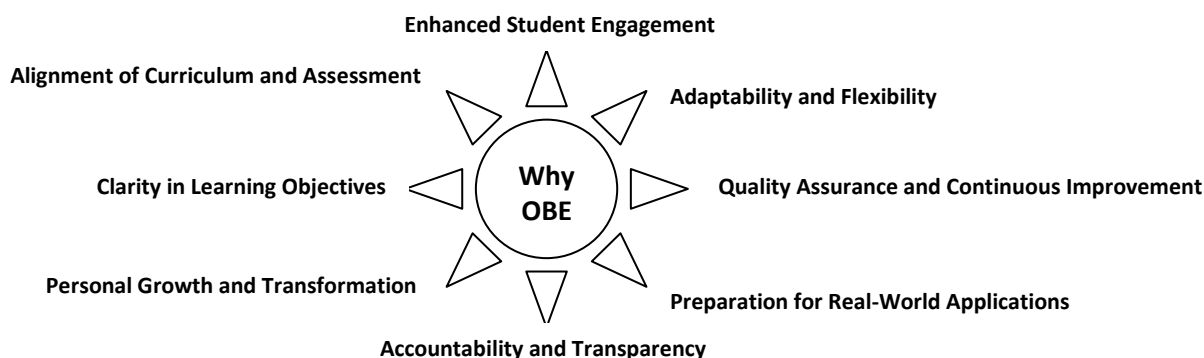 Enhanced Student Engagement
Alignment of Curriculum and Assessment
Adaptability and Flexibility
Why
OBE
Clarity in Learning Objectives
Quality Assurance and Continuous Improvement
Personal Growth and Transformation
Preparation for Real-World Applications
Accountability and Transparency